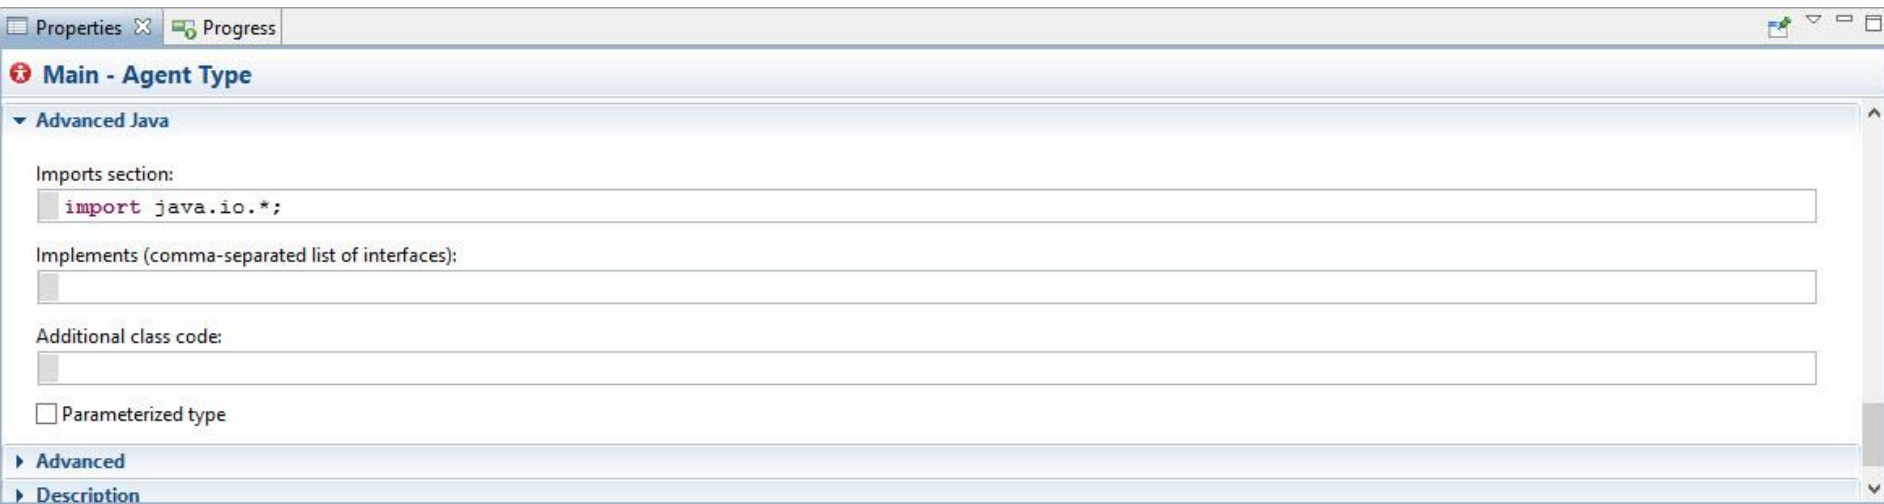 Properties Progress
Main - Agent Type
Advanced Java
Imports section:
import java.io.*;
Implements (comma-separated list of interfaces):
Additional class code:
Parameterized type
Advanced
Description